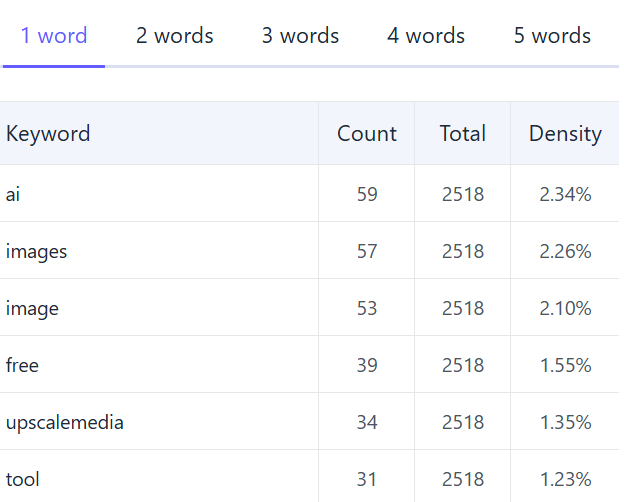 1 word 2 words 3 words 4 words 5 words
Keyword Count Total Density
ai 59 2518 2.34%
images 57 2518 2.26%
image 53 2518 2.10%
free 39 2518 1.55%
upscalemedia 34 2518 1.35%
tool 31 2518 1.23%